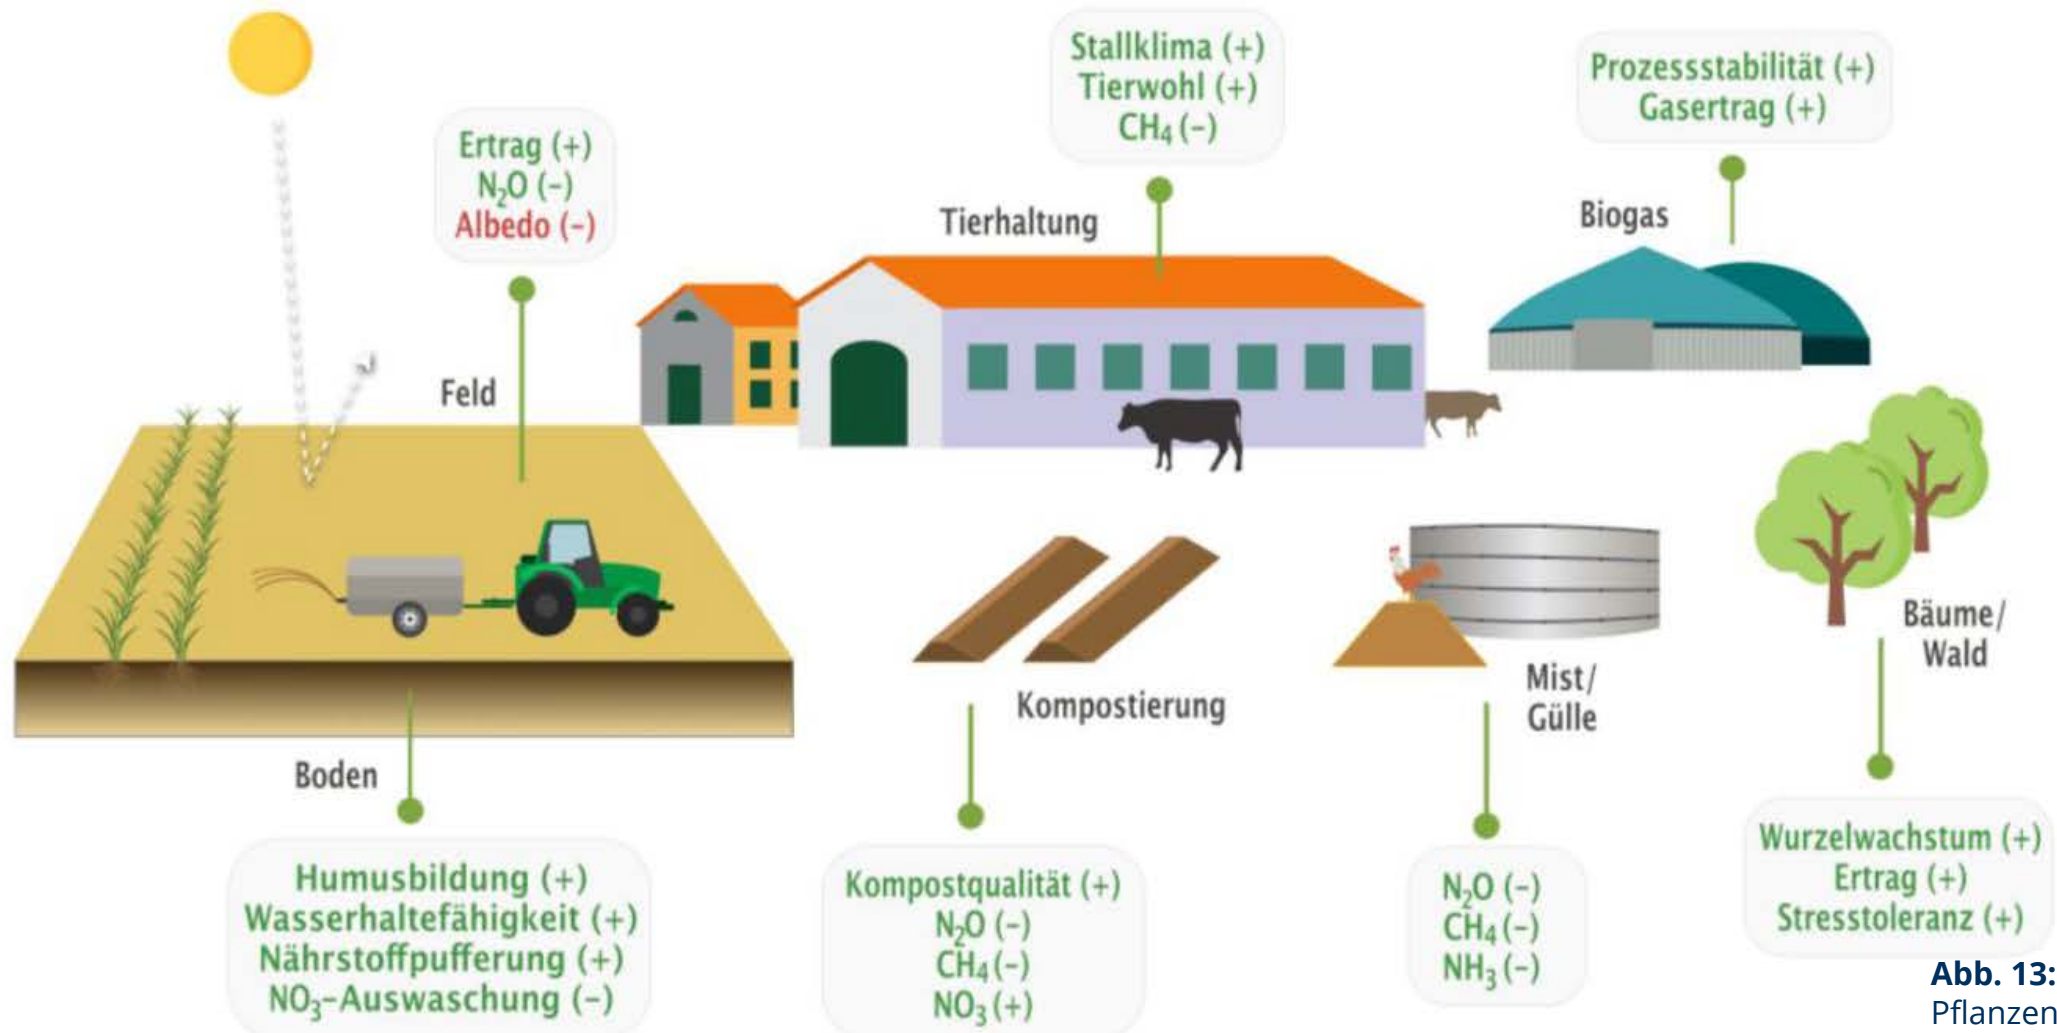 Stallklima (+)
Tierwohl (+)
CH₄ (–)
Prozessstabilität (+)
Gasertrag (+)
Ertrag (+)
N₂O (–)
Albedo (–)
Tierhaltung
Biogas
Feld
Bäume/
Wald
Mist/
Gülle
Kompostierung
Boden
Humusbildung (+)
Wasserhaltefähigkeit (+)
Nährstoffpufferung (+)
NO₃–Auswaschung (–)
Kompostqualität (+)
N₂O (–)
CH₄ (–)
NO₃ (+)
N₂O (–)
CH₄ (–)
NH₃ (–)
Wurzelwachstum (+)
Ertrag (+)
Stresstoleranz (+)
Abb. 13:
Pflanzen